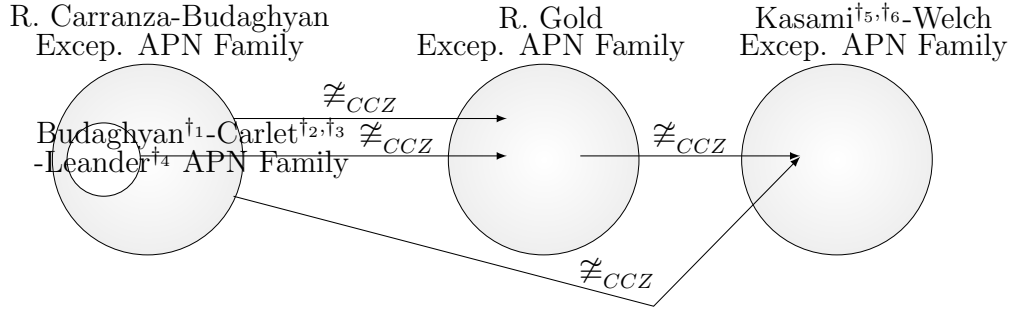 R. Carranza-Budaghyan
Excep. APN Family
R. Gold
Excep. APN Family
Kasami†₅,†₆-Welch
Excep. APN Family
≇CCZ
Budaghyan†₁-Carlet†₂,†₃
-Leander†₄ APN Family
≇CCZ
≇CCZ
≇CCZ